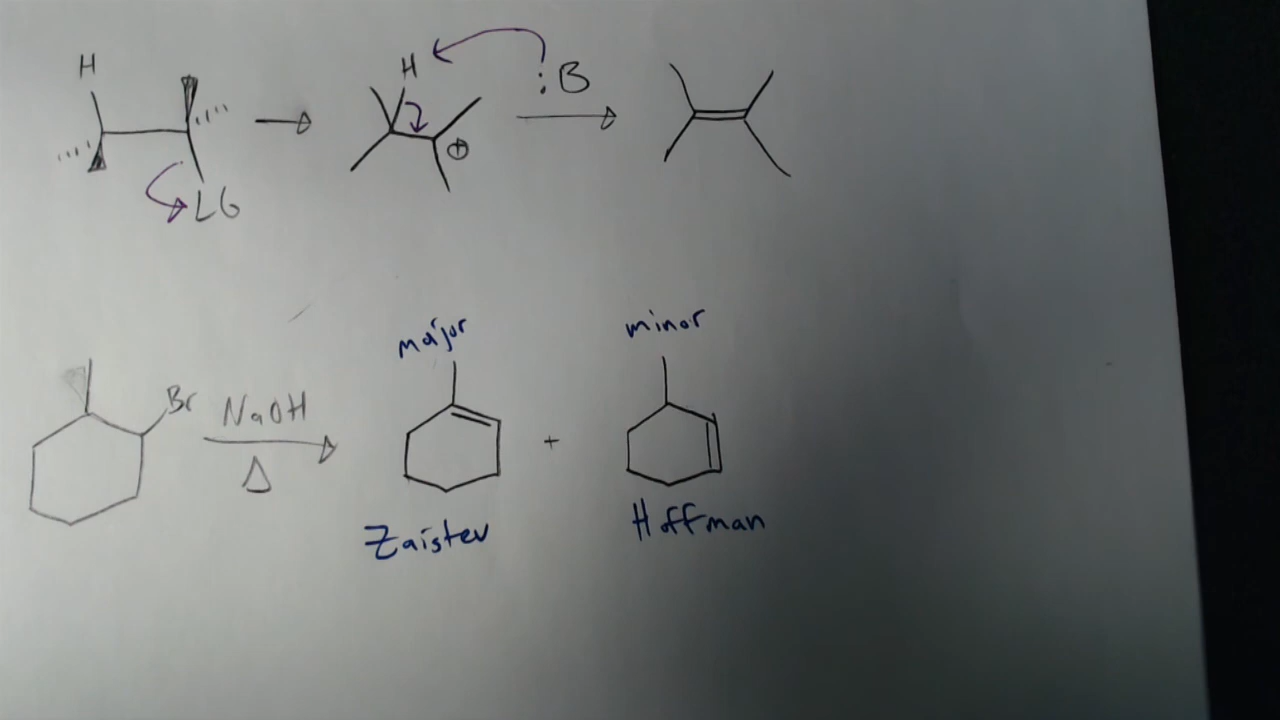 H
H
:B
⊕
LG
major
minor
Br
NaOH
Δ
+
Zaistev
Hoffman